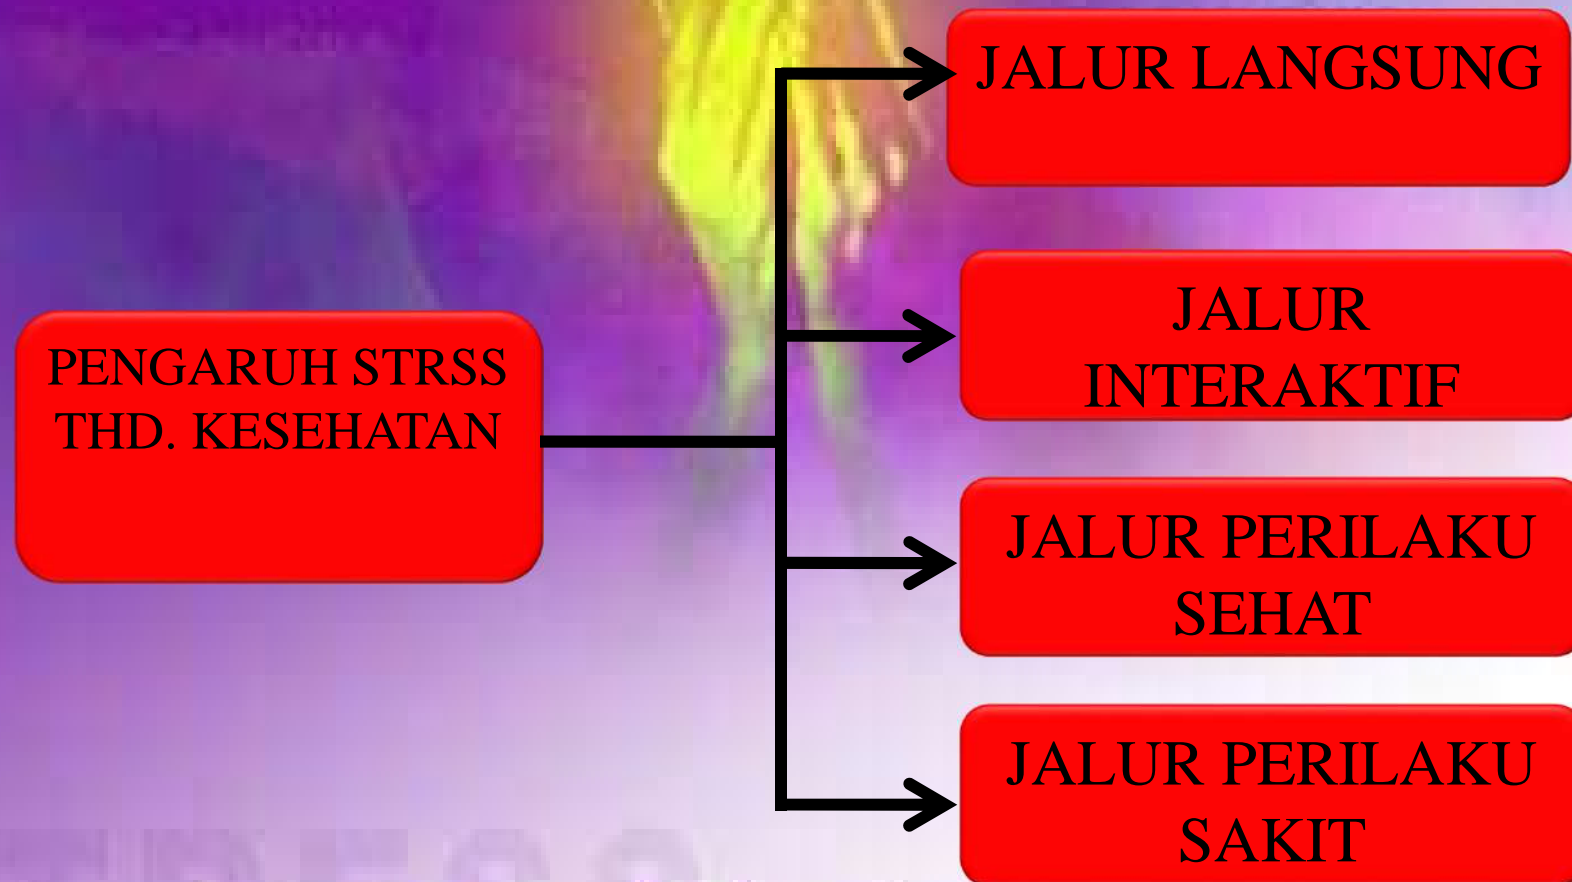 PENGARUH STRSS
THD. KESEHATAN
JALUR LANGSUNG
JALUR
INTERAKTIF
JALUR PERILAKU
SEHAT
JALUR PERILAKU
SAKIT